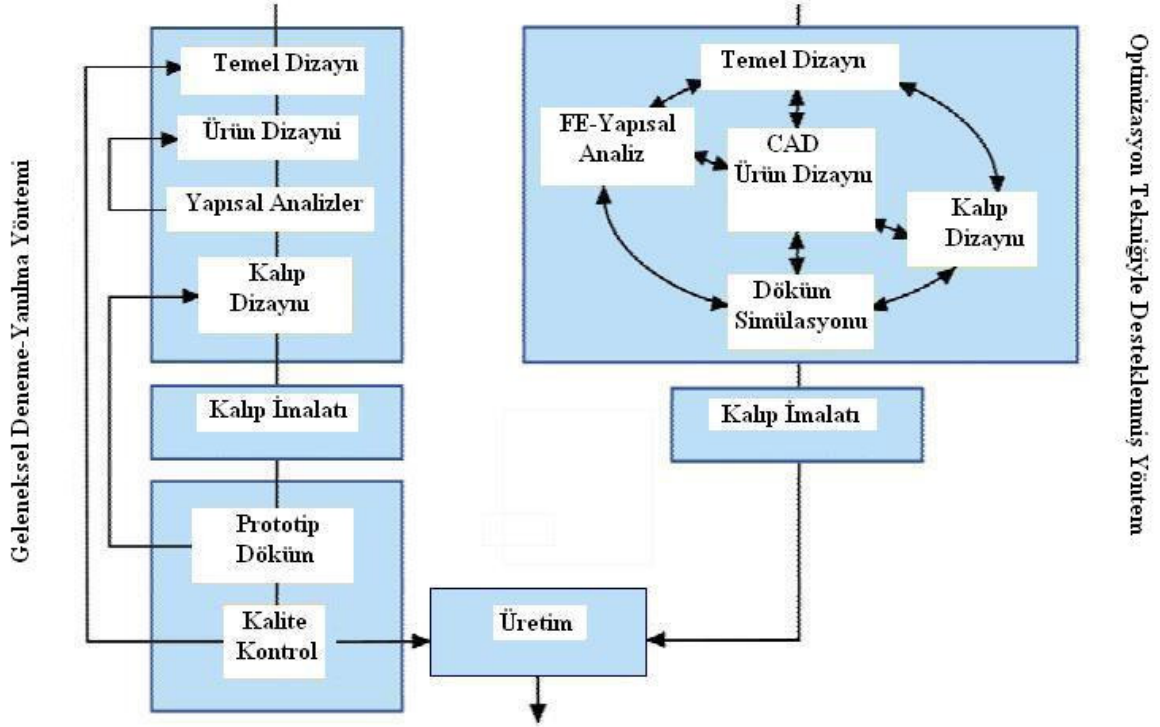 Geleneksel Deneme-Yanılma Yöntemi
Temel Dizayn
Ürün Dizayni
Yapısal Analizler
Kalıp
Dizaynı
Kalıp İmalatı
Prototip
Döküm
Kalite
Kontrol
Temel Dizayn
FE-Yapısal
Analiz
CAD
Ürün Dizaynı
Kalıp
Dizaynı
Döküm
Simülasyonu
Kalıp İmalatı
Üretim
Optimizasyon Tekniğiyle Desteklenmiş Yöntem